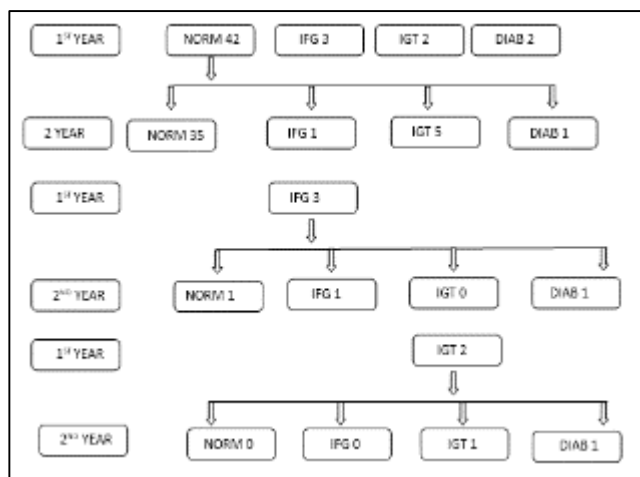 1ST YEAR NORM 42 IFG 3 IGT 2 DIAB 2
2 YEAR NORM 35 IFG 1 IGT 5 DIAB 1
1ST YEAR IFG 3
2ND YEAR NORM 1 IFG 1 IGT 0 DIAB 1
1ST YEAR IGT 2
2ND YEAR NORM 0 IFG 0 IGT 1 DIAB 1